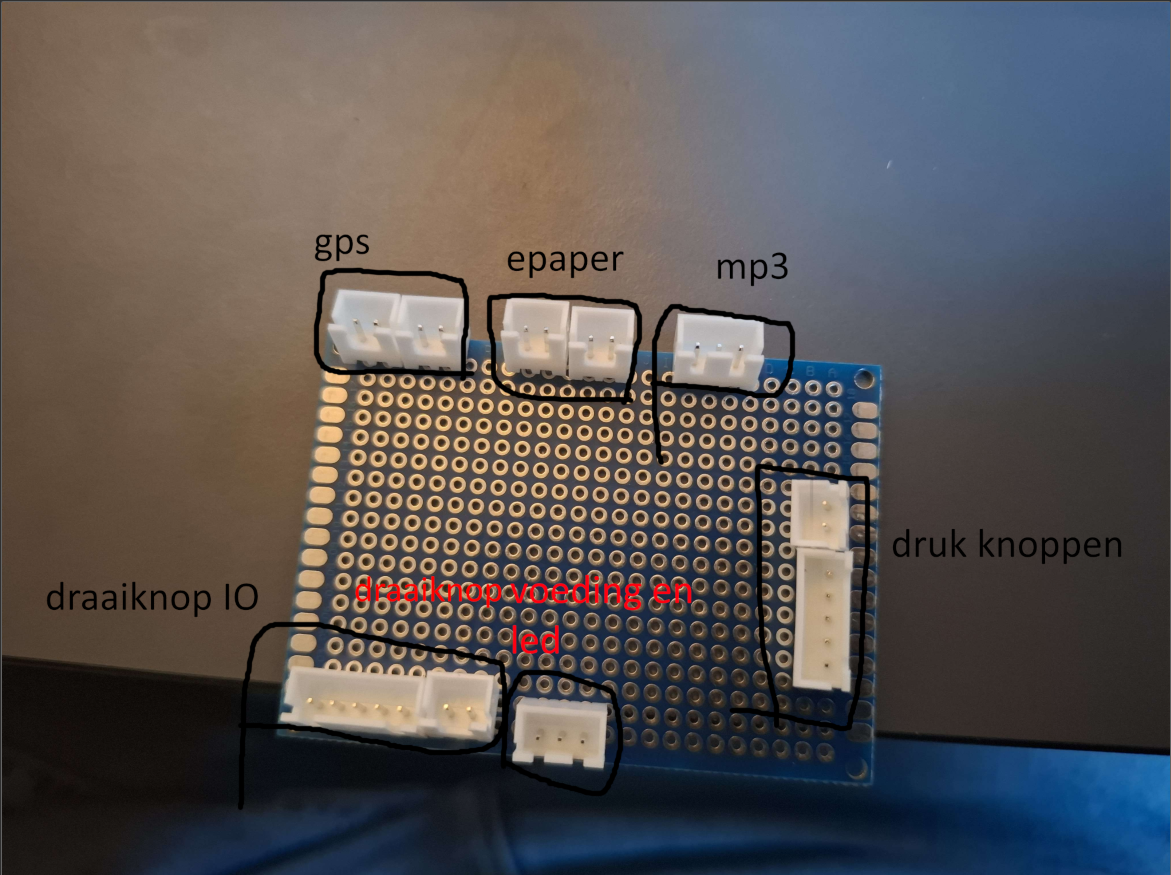 gps
epaper
mp3
druk knoppen
draaiknop IO
draaiknop voeding en
led